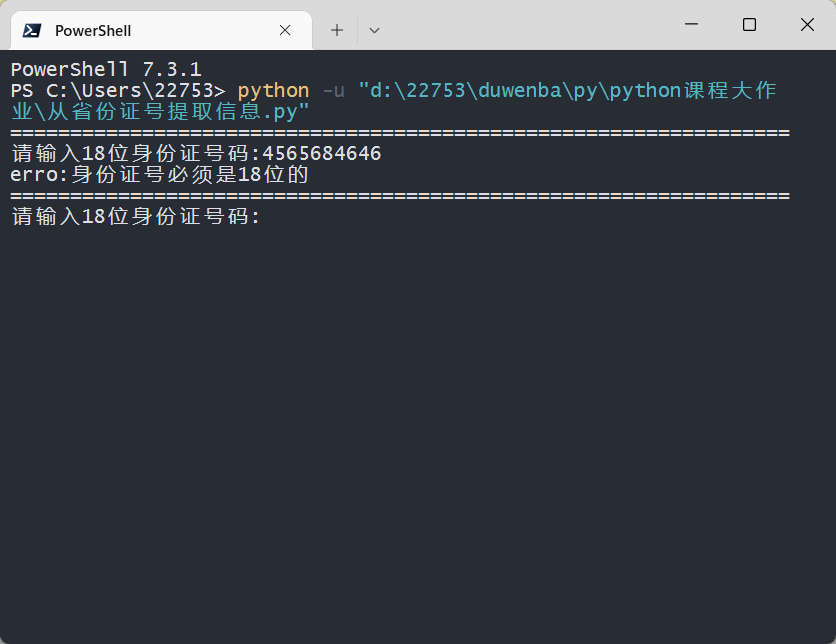 PowerShell
PowerShell 7.3.1
PS C:\Users\22753> python -u "d:\22753\duwenba\py\python课程大作
业\从省份证号提取信息.py"
=================================================================
请输入18位身份证号码:4565684646
erro:身份证号必须是18位的
=================================================================
请输入18位身份证号码: